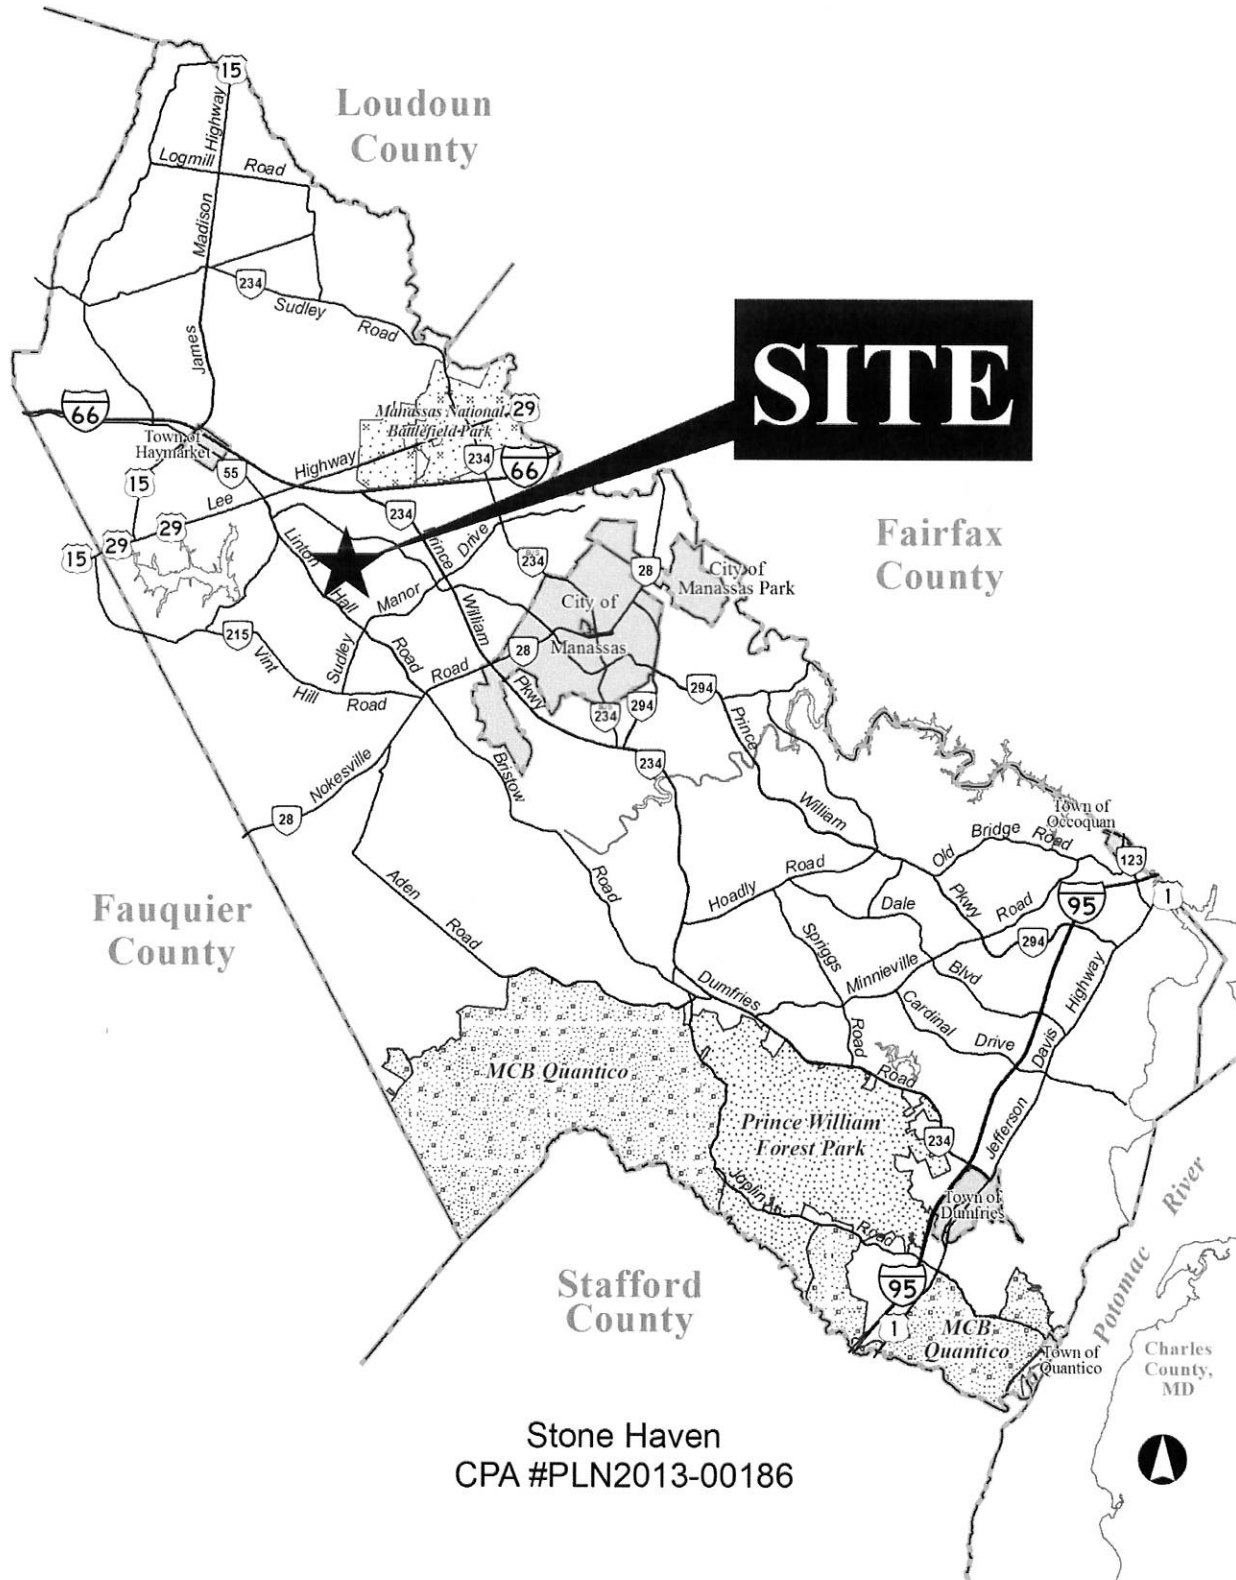 15
Loudoun
County
Highway
Logmill
Road
Madison
234
Sudley
Road
James
SITE
66
Manassas National
Battlefield Park
29
Town of
Haymarket
55
Highway
234
66
15
Lee
234
29
29
15
Linton
Hall
Prince
Drive
Fairfax
County
BUS
234
28
City of
Manassas Park
Manor
City of
Manassas
William
215
Vint
Sudley
Road
Road
28
Hill
Road
Pkwy
294
BUS
234
294
Prince
234
Nokesville
28
Bristow
William
Town of
Occoquan
Bridge
Road
Old
123
Road
Hoadly
Aden
Road
Road
Dale
Pkwy
Road
95
1
Fauquier
County
Spriggs
294
Minnieville
Blvd
Highway
Dumfries
Cardinal
Drive
Road
Davis
Road
MCB Quantico
Prince William
Forest Park
234
Jefferson
Joplin
Road
Town of
Dumfries
River
Potomac
Stafford
County
95
1
MCB
Quantico
Town of
Quantico
Charles
County,
MD
Stone Haven
CPA #PLN2013-00186